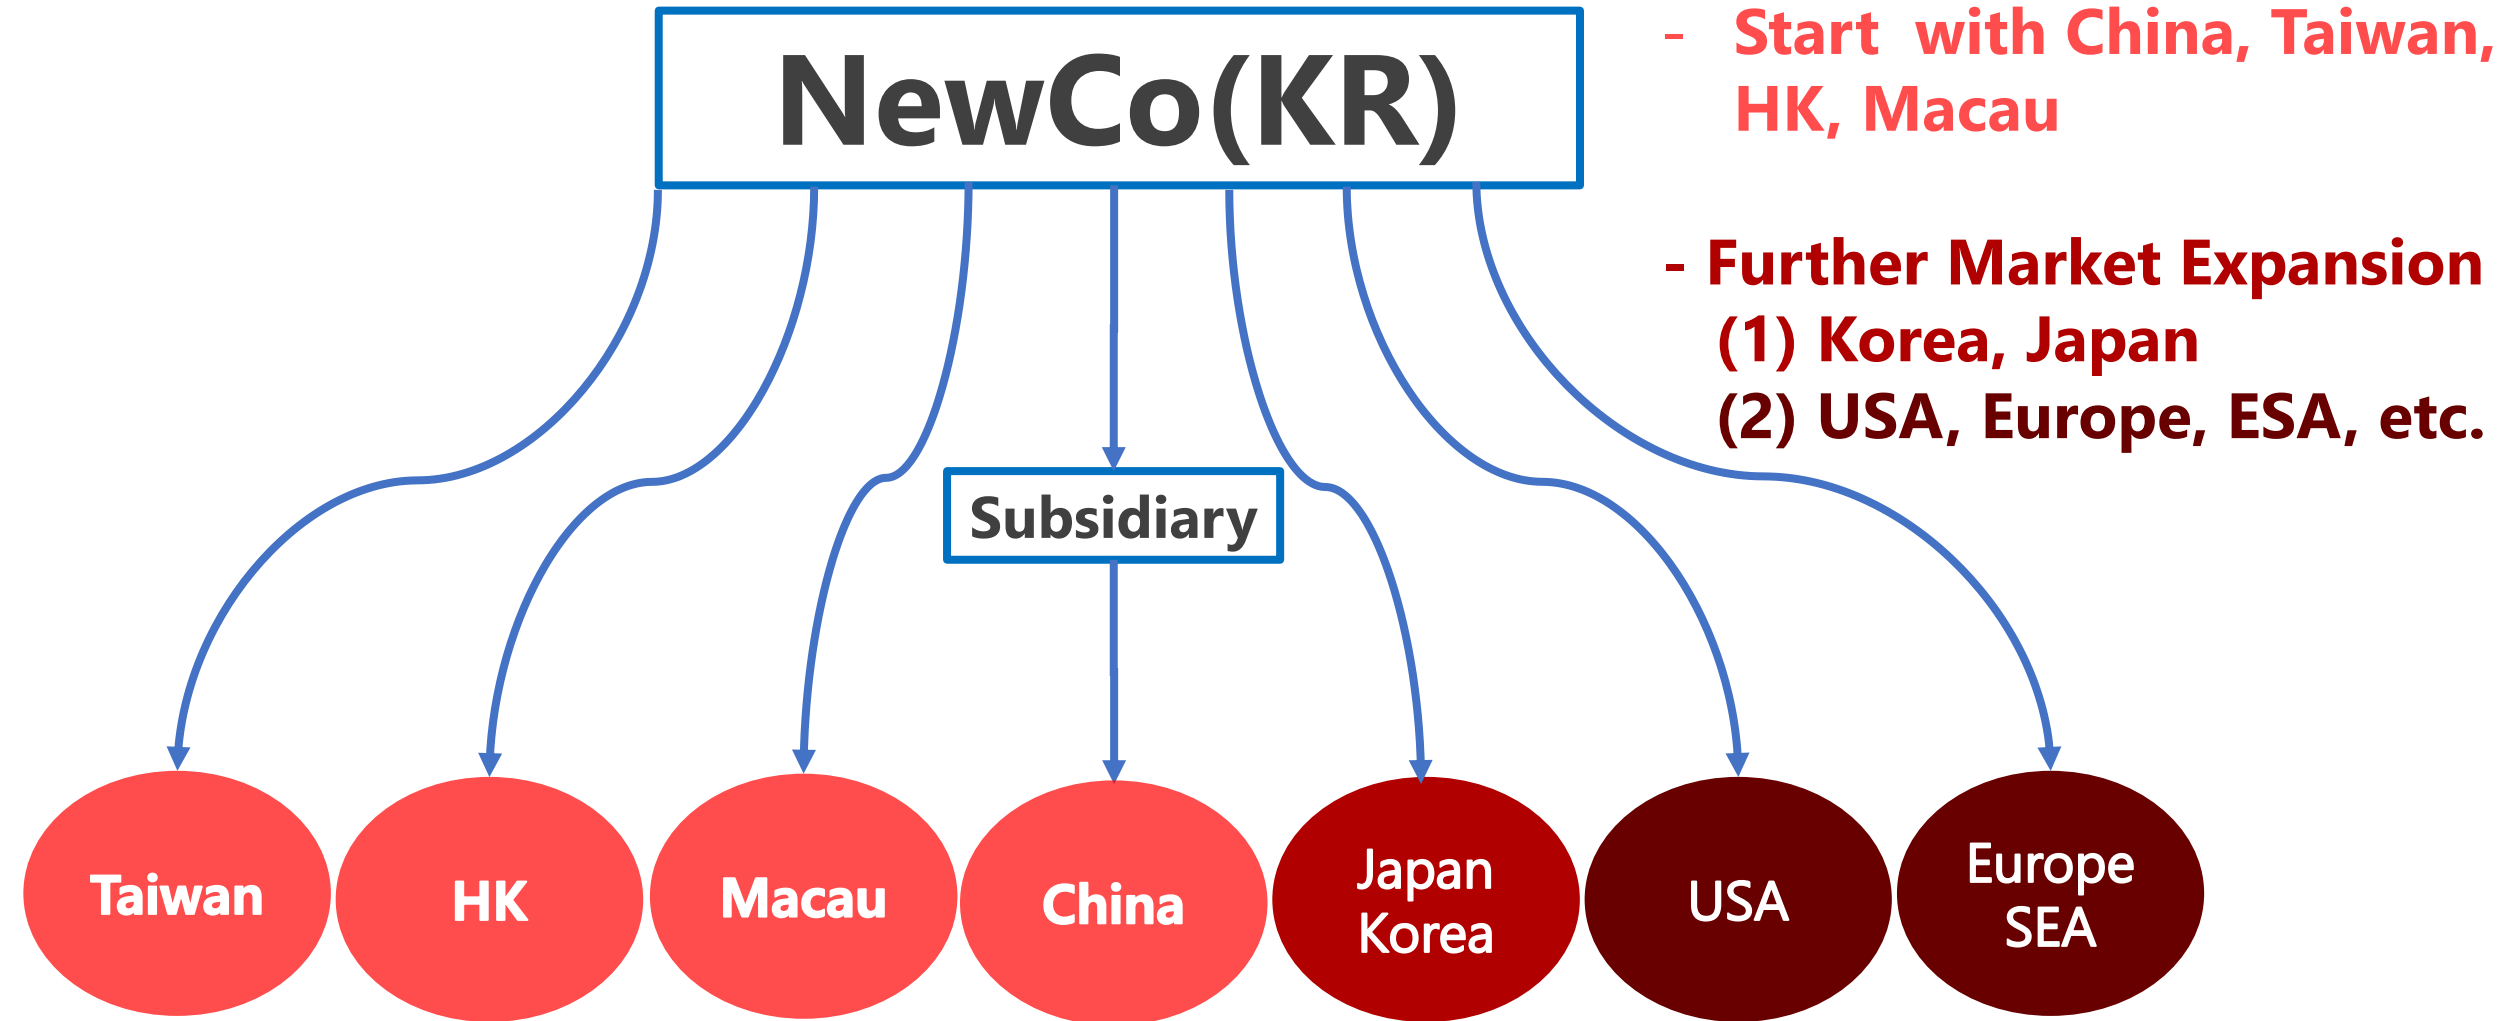 NewCo(KR)
- Start with China, Taiwan,
HK, Macau
- Further Market Expansion
(1) Korea, Japan
(2) USA. Europe, ESA, etc.
Subsidiary
Taiwan
HK
Macau
China
Japan
Korea
USA
Europe
SEA